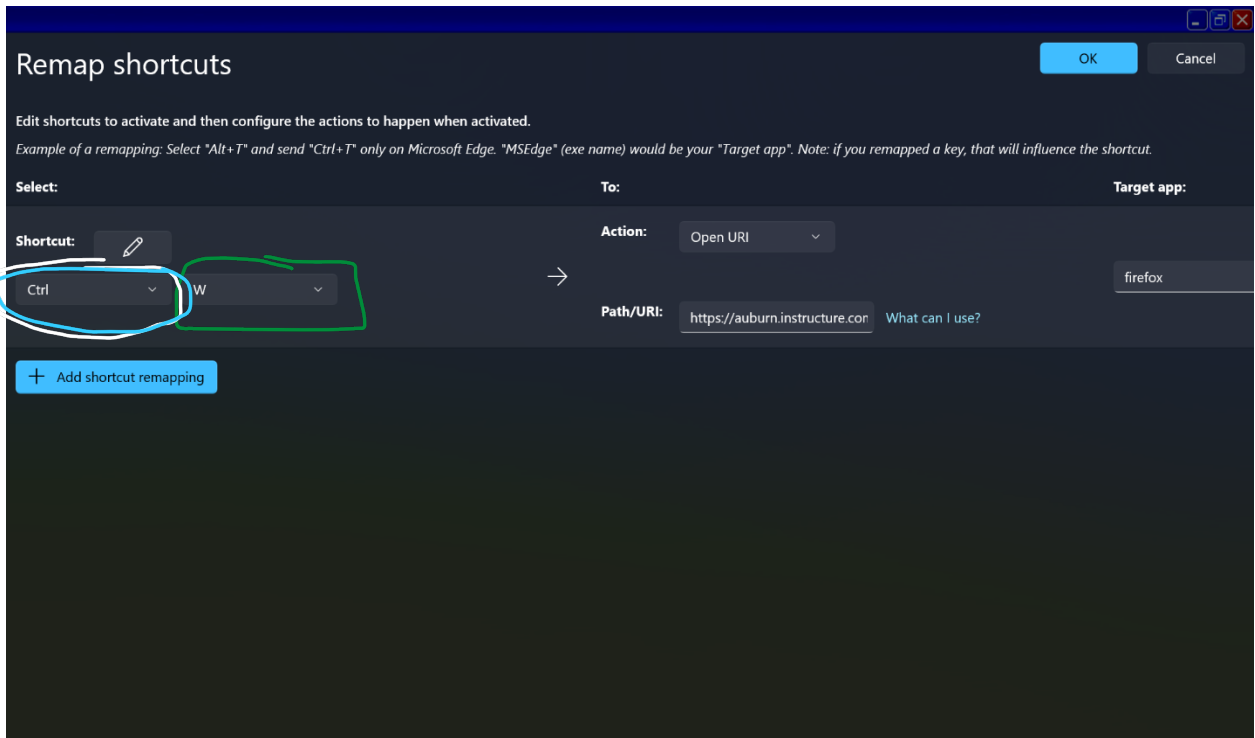 Remap shortcuts
OK
Cancel
Edit shortcuts to activate and then configure the actions to happen when activated.
Example of a remapping: Select "Alt+T" and send "Ctrl+T" only on Microsoft Edge. "MSEdge" (exe name) would be your "Target app". Note: if you remapped a key, that will influence the shortcut.
Select:
To:
Target app:
Shortcut:
Action:
Open URI
Ctrl
W
firefox
Path/URI:
https://auburn.instructure.com
What can I use?
+ Add shortcut remapping